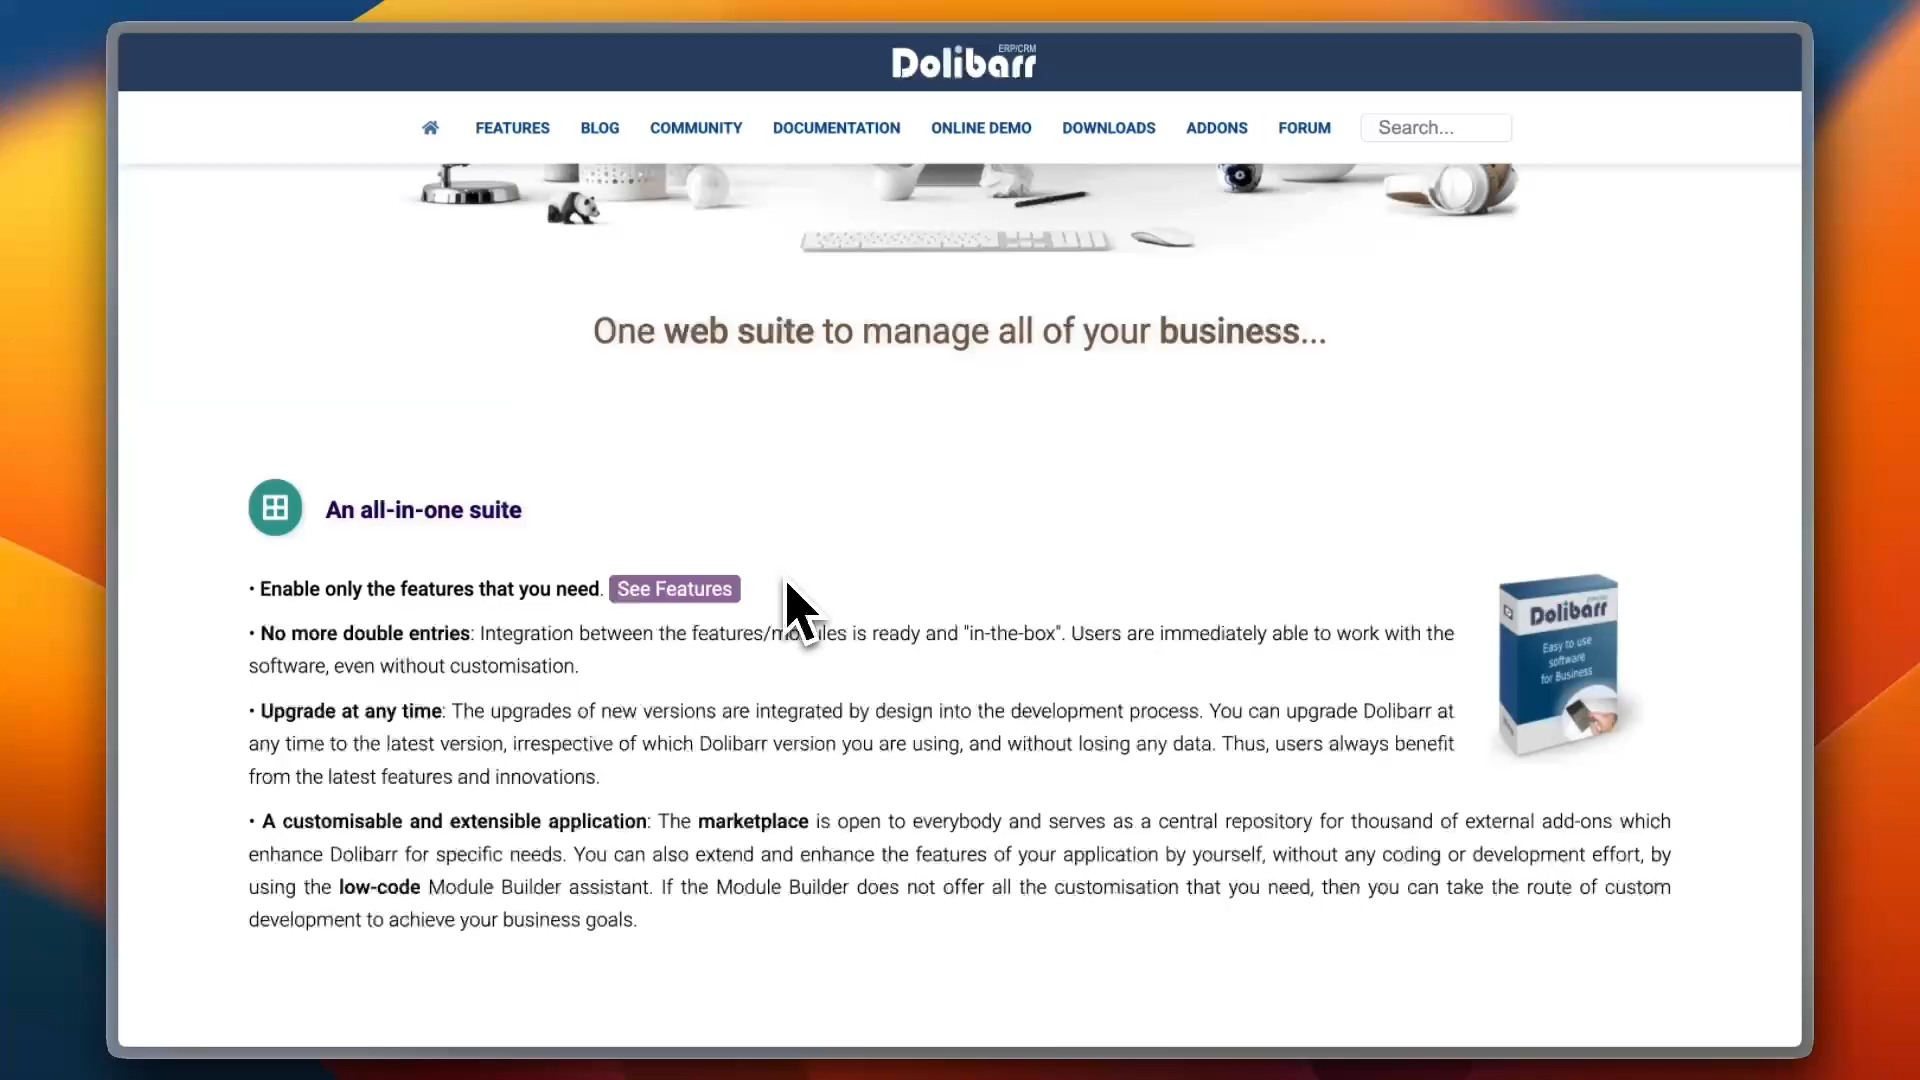 ERP/CRM
Dolibarr
FEATURES BLOG COMMUNITY DOCUMENTATION ONLINE DEMO DOWNLOADS ADDONS FORUM Search...
One web suite to manage all of your business...
An all-in-one suite
• Enable only the features that you need. See Features
• No more double entries: Integration between the features/ is ready and "in-the-box". Users are immediately able to work with the
software, even without customisation.
• Upgrade at any time: The upgrades of new versions are integrated by design into the development process. You can upgrade Dolibarr at
any time to the latest version, irrespective of which Dolibarr version you are using, and without losing any data. Thus, users always benefit
from the latest features and innovations.
Dolibarr
Easy to use
software
for Business
• A customisable and extensible application: The marketplace is open to everybody and serves as a central repository for thousand of external add-ons which
enhance Dolibarr for specific needs. You can also extend and enhance the features of your application by yourself, without any coding or development effort, by
using the low-code Module Builder assistant. If the Module Builder does not offer all the customisation that you need, then you can take the route of custom
development to achieve your business goals.